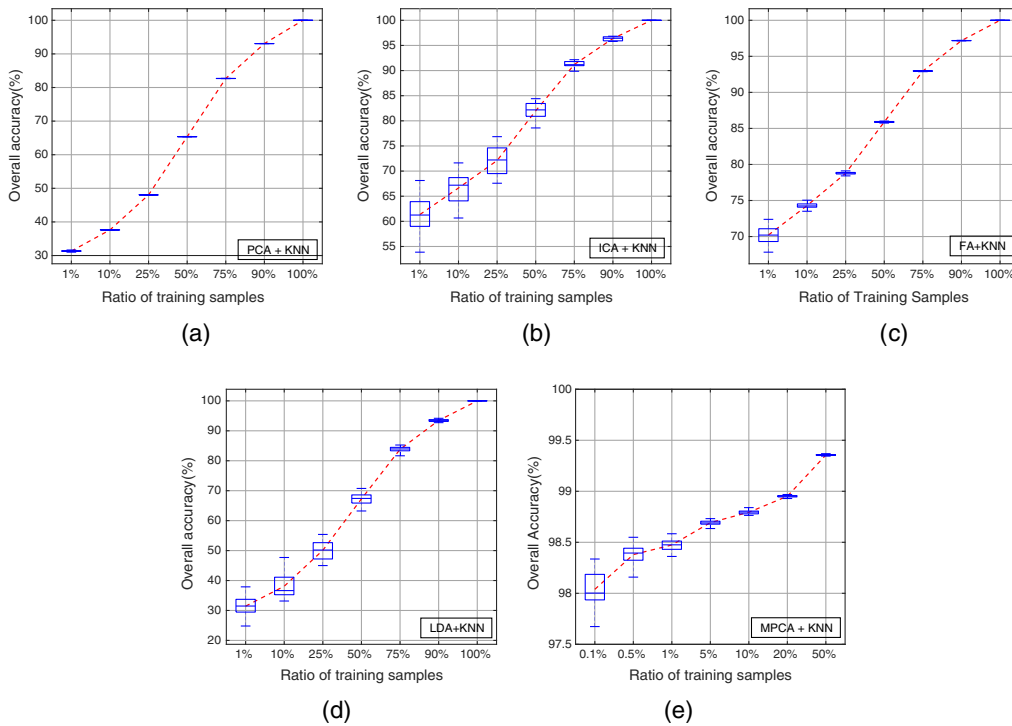 100
90
80
70
60
50
40
30
Overall accuracy(%)
1% 10% 25% 50% 75% 90% 100%
Ratio of training samples
PCA + KNN
(a)
100
95
90
85
80
75
70
65
60
55
Overall accuracy(%)
1% 10% 25% 50% 75% 90% 100%
Ratio of training samples
ICA + KNN
(b)
100
95
90
85
80
75
70
Overall accuracy(%)
1% 10% 25% 50% 75% 90% 100%
Ratio of Training Samples
FA+KNN
(c)
100
90
80
70
60
50
40
30
20
Overall accuracy(%)
1% 10% 25% 50% 75% 90% 100%
Ratio of training samples
LDA+KNN
(d)
100
99.5
99
98.5
98
97.5
Overall Accuracy(%)
0.1% 0.5% 1% 5% 10% 20% 50%
Ratio of training samples
MPCA + KNN
(e)